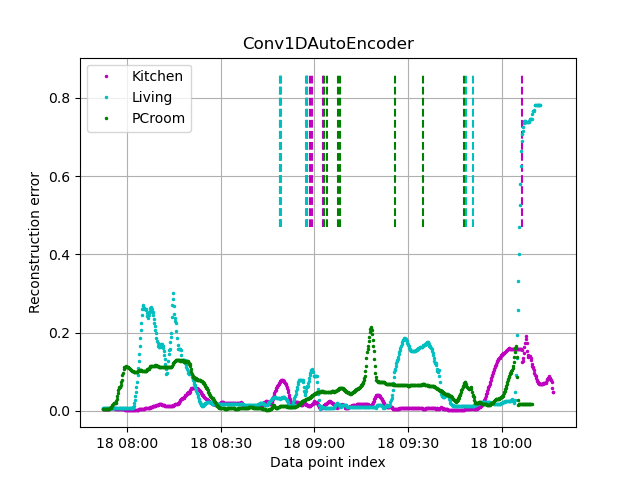 Conv1DAutoEncoder
Kitchen
Living
PCroom
Reconstruction error
0.8
0.6
0.4
0.2
0.0
18 08:00 18 08:30 18 09:00 18 09:30 18 10:00
Data point index